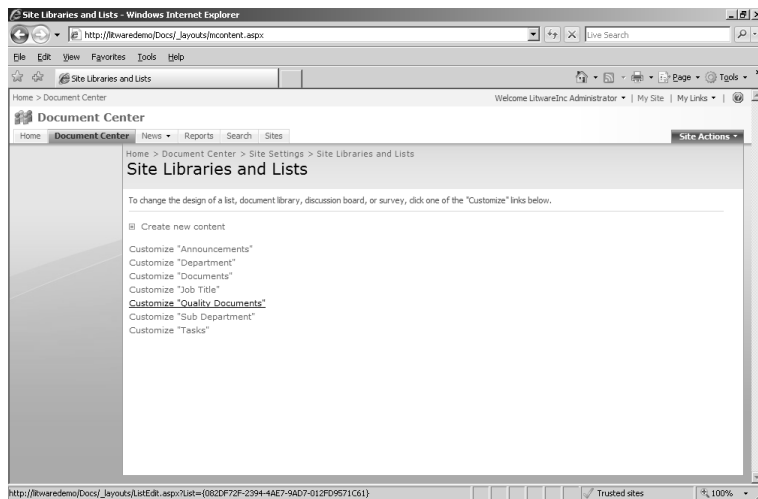 Site Libraries and Lists - Windows Internet Explorer
http://litwaredemo/Docs/_layouts/mcontent.aspx
Live Search
File Edit View Favorites Tools Help
Site Libraries and Lists
Page Tools
Home > Document Center
Welcome LitwareInc Administrator | My Site | My Links |
Document Center
Home Document Center News Reports Search Sites
Site Actions
Home > Document Center > Site Settings > Site Libraries and Lists
Site Libraries and Lists
To change the design of a list, document library, discussion board, or survey, click one of the "Customize" links below.
Create new content
Customize "Announcements"
Customize "Department"
Customize "Documents"
Customize "Job Title"
Customize "Quality Documents"
Customize "Sub Department"
Customize "Tasks"
http://litwaredemo/Docs/_layouts/ListEdit.aspx?List={082DF72F-2394-4AE7-9AD7-012FD9571C61}
Trusted sites
100%